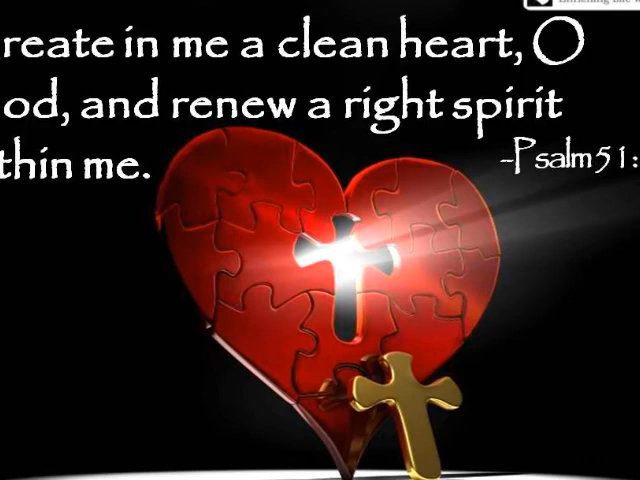 reate in me a clean heart, O
od, and renew a right spirit
thin me.
-Psalm 51: